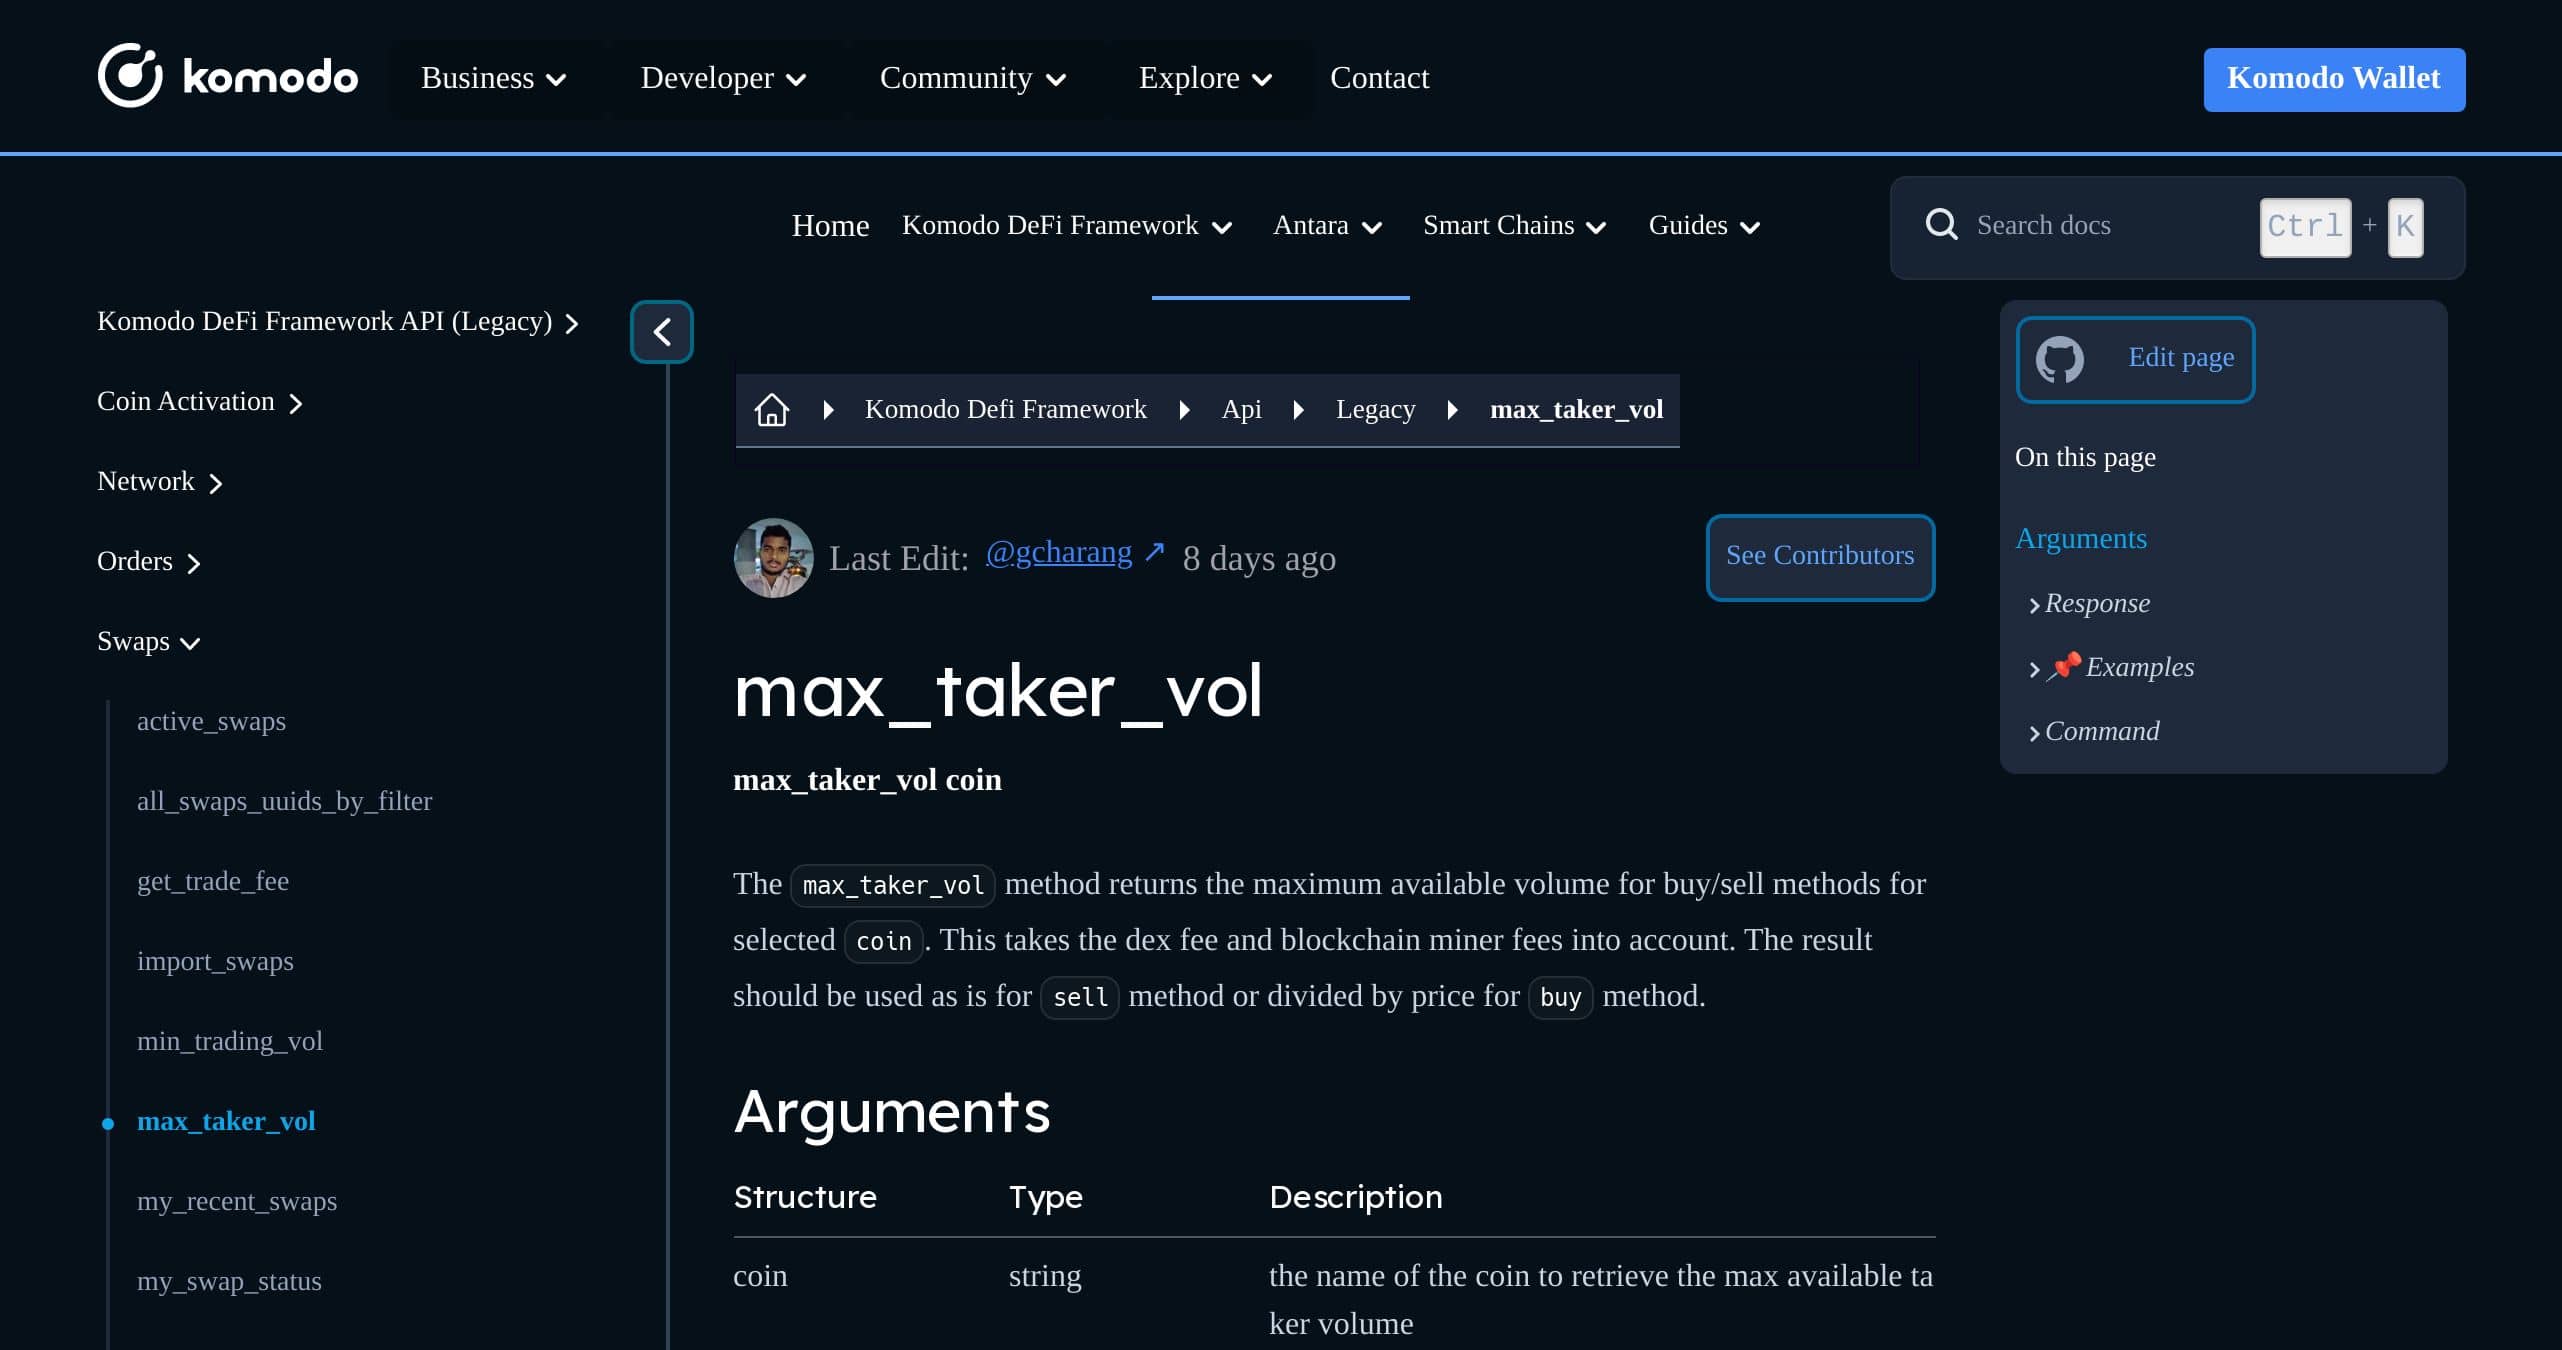 komodo
Business
Developer
Community
Explore
Contact
Komodo Wallet
Home
Komodo DeFi Framework
Antara
Smart Chains
Guides
Search docs
Ctrl + K
Komodo DeFi Framework API (Legacy)
Coin Activation
Network
Orders
Swaps
active_swaps
all_swaps_uuids_by_filter
get_trade_fee
import_swaps
min_trading_vol
max_taker_vol
my_recent_swaps
my_swap_status
Komodo Defi Framework
Api
Legacy
max_taker_vol
Last Edit: @gcharang ↗ 8 days ago
See Contributors
max_taker_vol
max_taker_vol coin
The max_taker_vol method returns the maximum available volume for buy/sell methods for
selected coin. This takes the dex fee and blockchain miner fees into account. The result
should be used as is for sell method or divided by price for buy method.
Arguments
Structure Type Description
coin string the name of the coin to retrieve the max available ta
ker volume
Edit page
On this page
Arguments
Response
📌 Examples
Command